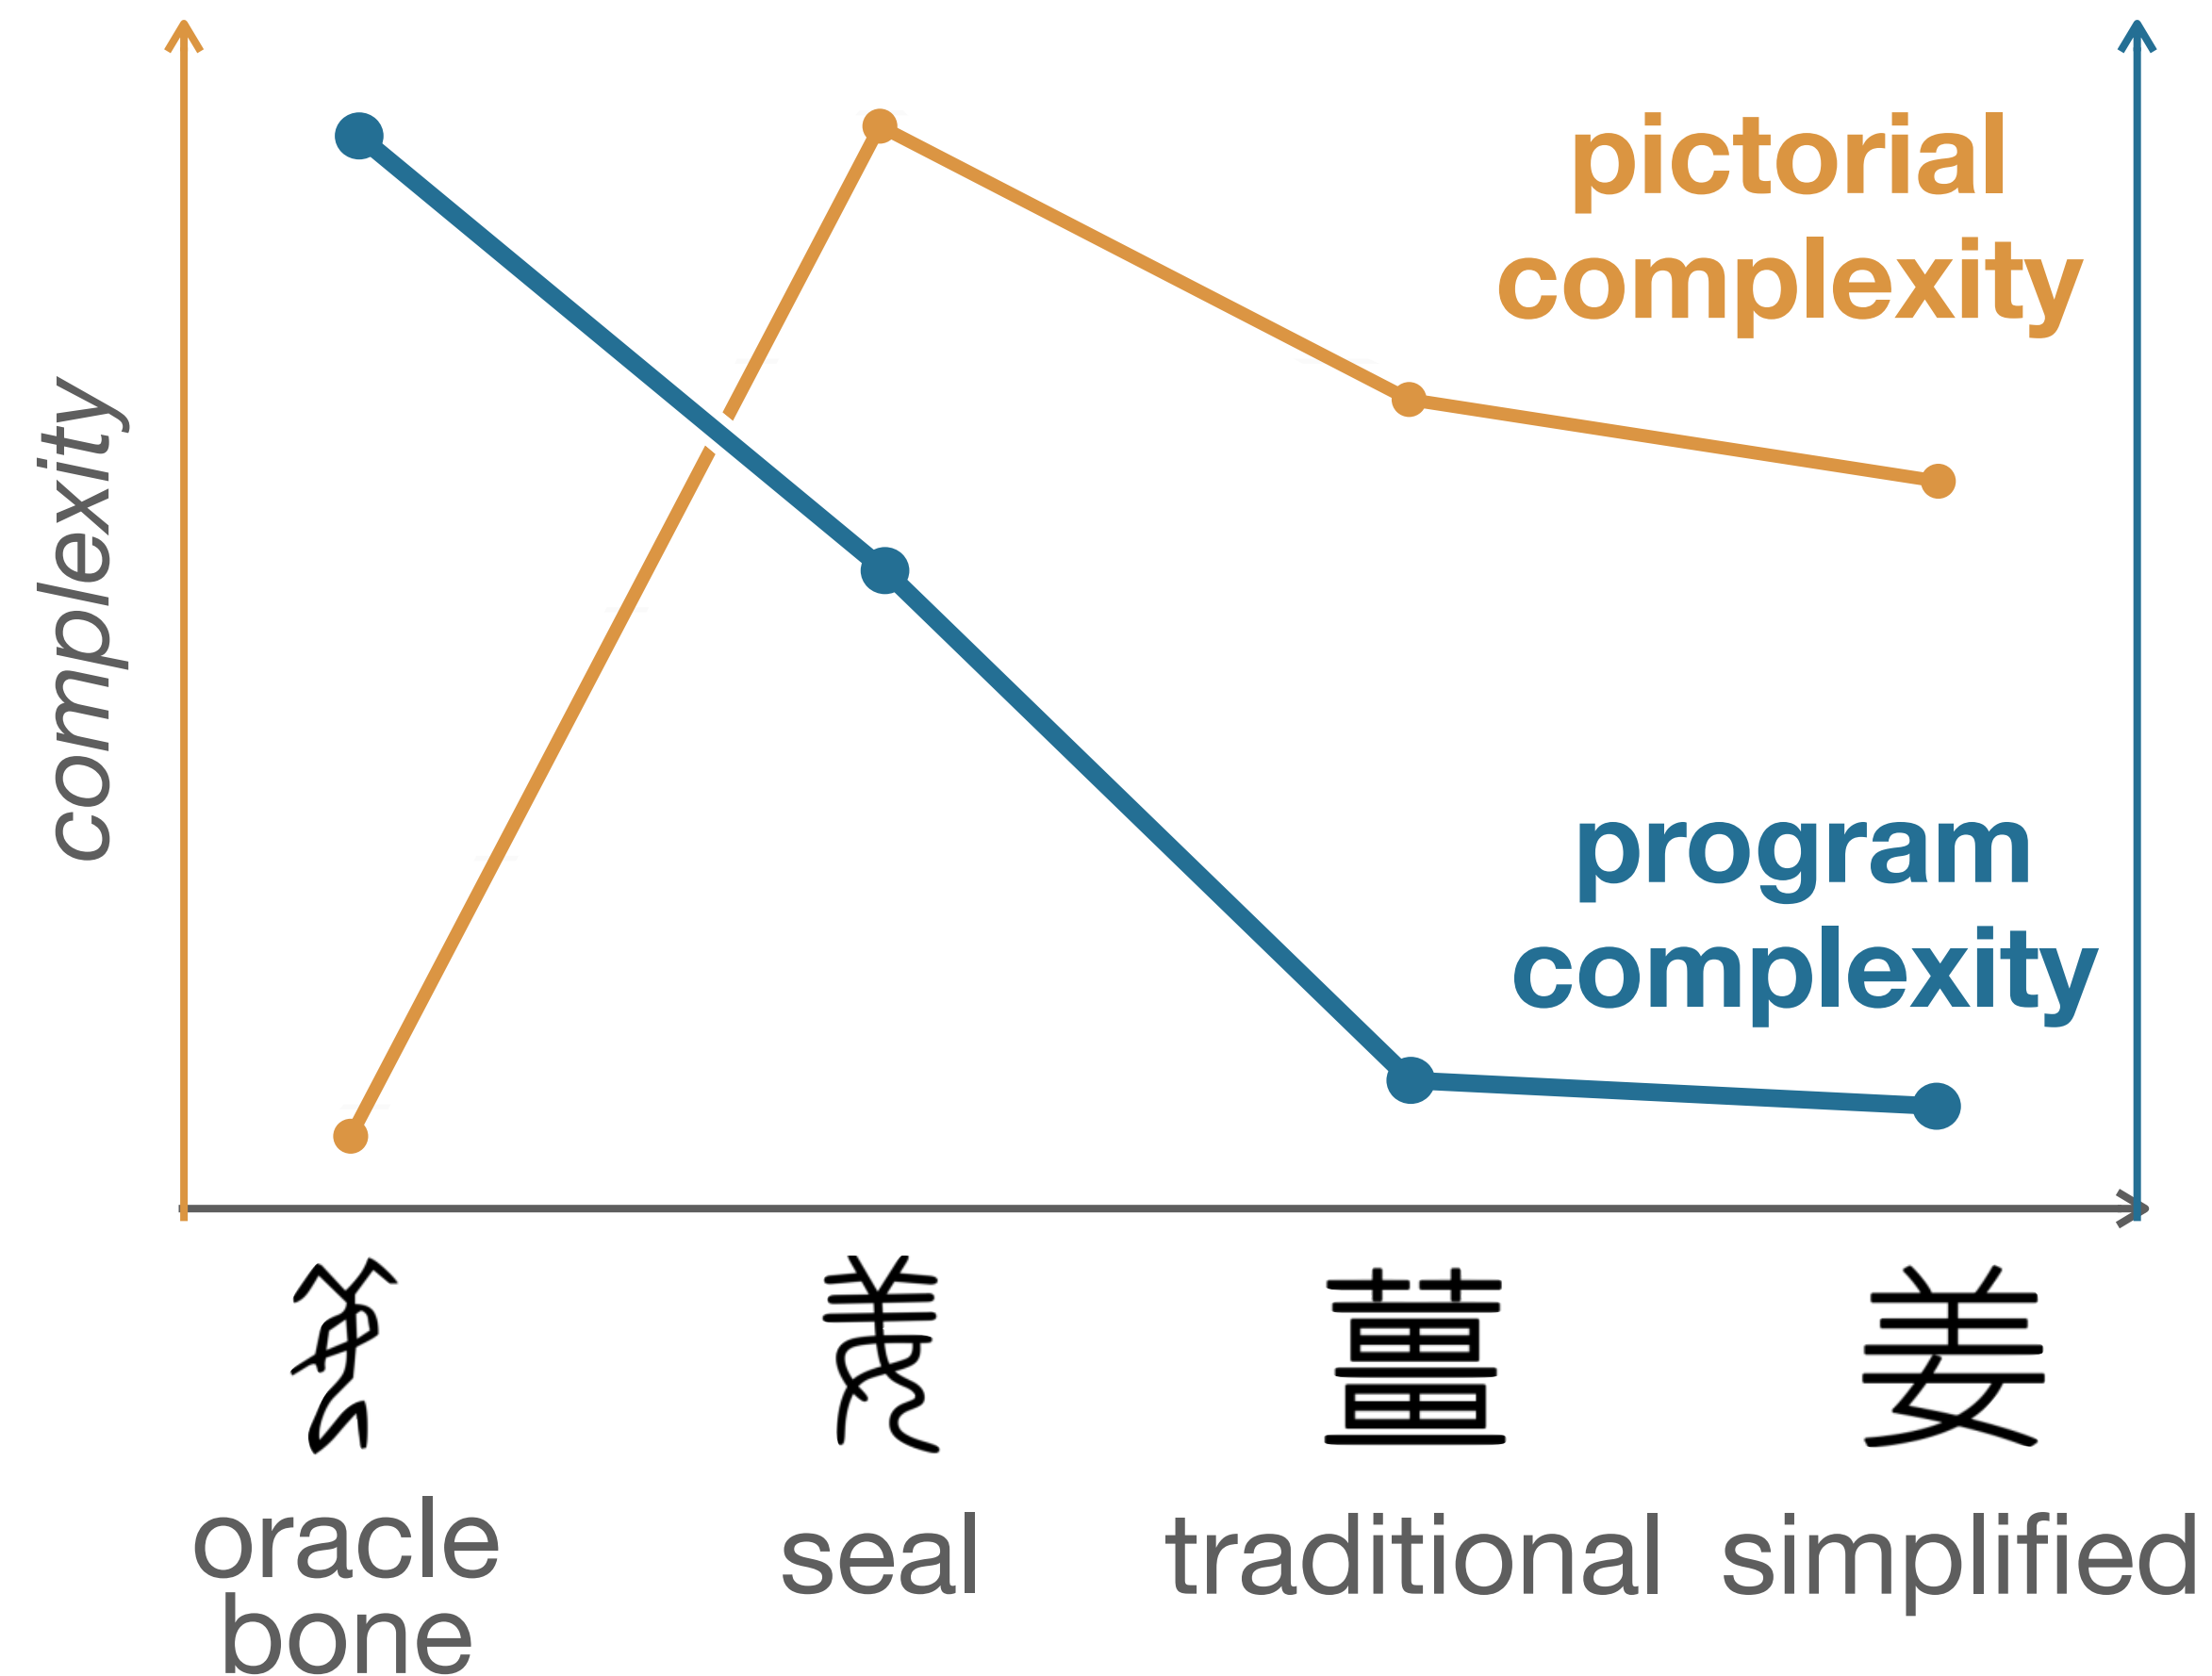 complexity
pictorial
complexity
program
complexity
薑
姜
oracle
bone
seal
traditional
simplified